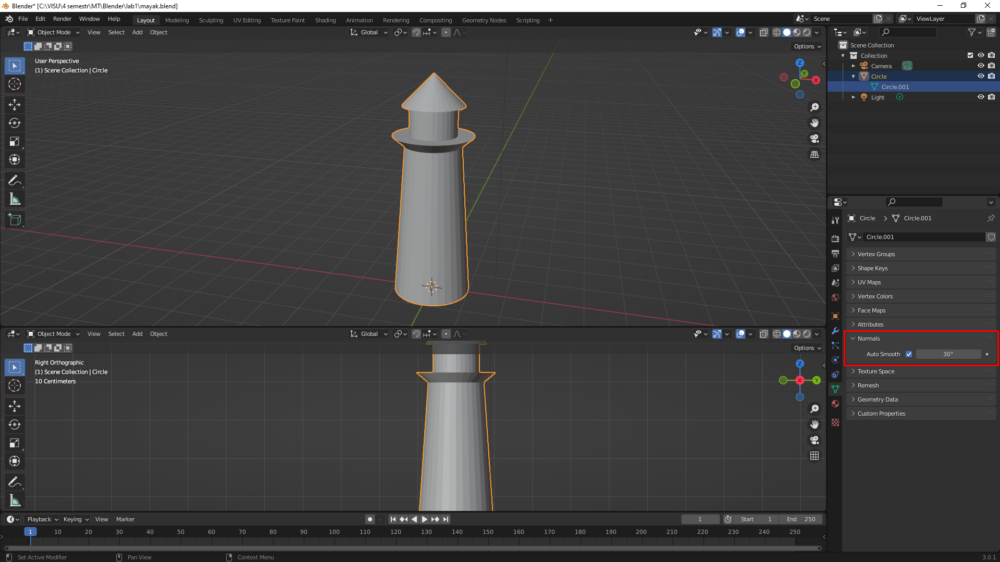 Blender* [C:\VISU\4 semestr\MT\Blender\lab1\mayak.blend]
File Edit Render Window Help
Layout Modeling Sculpting UV Editing Texture Paint Shading Animation Rendering Compositing Geometry Nodes Scripting +
Scene
ViewLayer
Object Mode View Select Add Object
Global
Options
User Perspective
(1) Scene Collection | Circle
Z
Y
X
Scene Collection
Collection
Camera
Circle
Circle.001
Light
Circle > Circle.001
Circle.001
Vertex Groups
Shape Keys
UV Maps
Vertex Colors
Face Maps
Attributes
Normals
Auto Smooth 30°
Texture Space
Remesh
Geometry Data
Custom Properties
Object Mode View Select Add Object
Global
Options
Right Orthographic
(1) Scene Collection | Circle
10 Centimeters
Z
X
Y
Playback Keying View Marker
1
Start 1
End 250
1 10 20 30 40 50 60 70 80 90 100 110 120 130 140 150 160 170 180 190 200 210 220 230 240 250
Set Active Modifier
Pan View
Context Menu
3.0.1